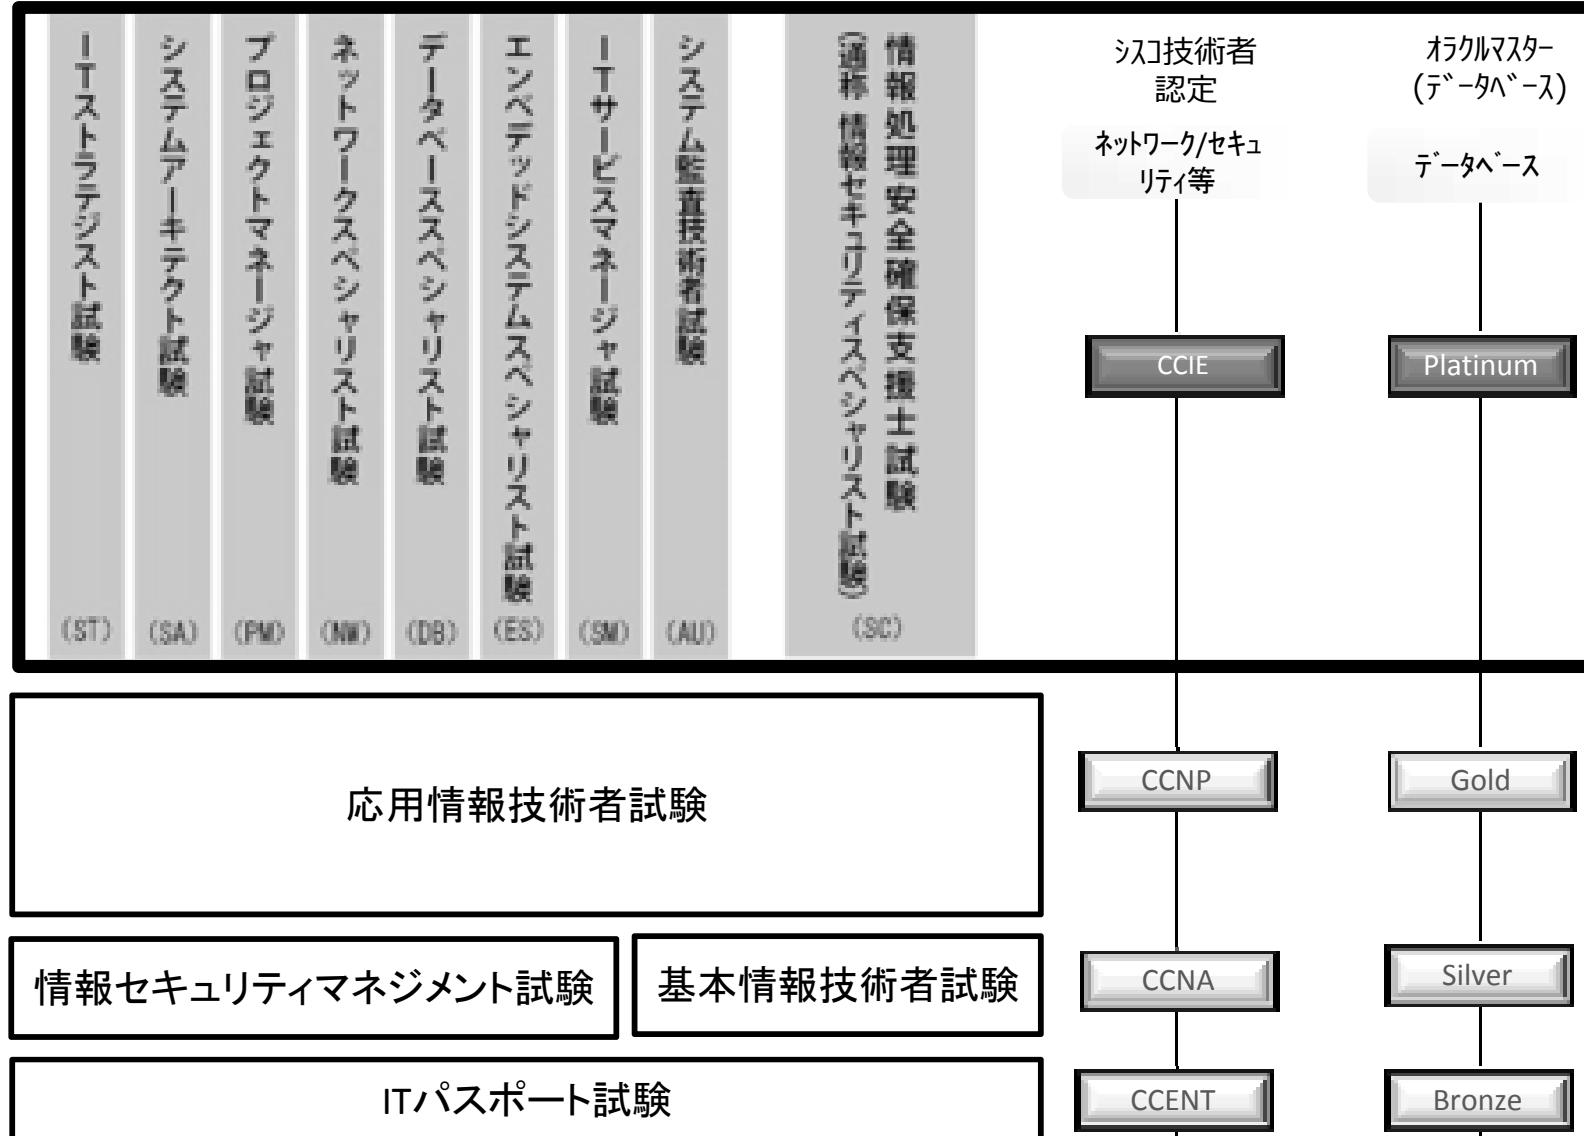 ITストラテジスト試験
(ST)
システムアーキテクト試験
(SA)
プロジェクトマネージャ試験
(PM)
ネットワークスペシャリスト試験
(NW)
データベーススペシャリスト試験
(DB)
エンベデッドシステムスペシャリスト試験
(ES)
ITサービスマネージャ試験
(SM)
システム監査技術者試験
(AU)
情報処理安全確保支援士試験
(通称 情報セキュリティスペシャリスト試験)
(SC)
ｼｽｺ技術者
認定
ﾈｯﾄﾜｰｸ/ｾｷｭ
ﾘﾃｨ等
ｵﾗｸﾙﾏｽﾀｰ
(ﾃﾞｰﾀﾍﾞｰｽ)
ﾃﾞｰﾀﾍﾞｰｽ
CCIE
Platinum
応用情報技術者試験
CCNP
Gold
情報セキュリティマネジメント試験
基本情報技術者試験
CCNA
Silver
ITパスポート試験
CCENT
Bronze